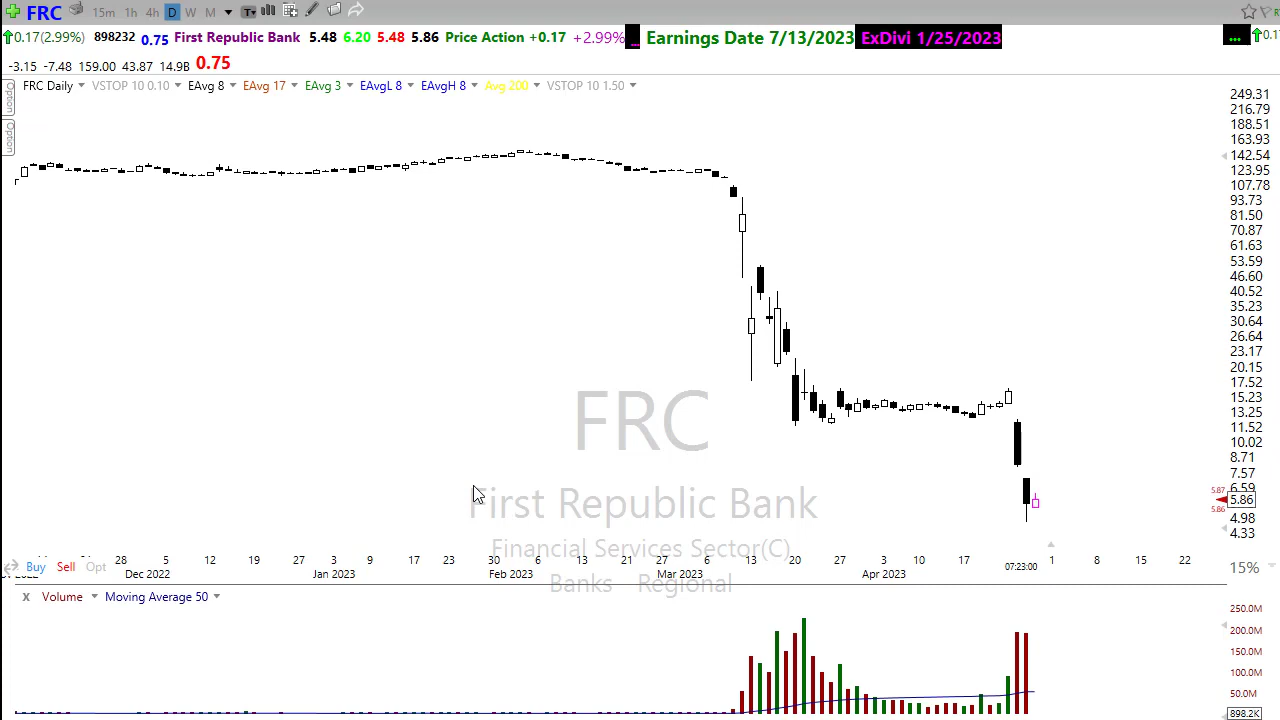 FRC 15m 1h 4h D W M T
0.17(2.99%) 898232 0.75 First Republic Bank 5.48 6.20 5.48 5.86 Price Action +0.17 +2.99% ... Earnings Date 7/13/2023 ExDivi 1/25/2023 ...
-3.15 -7.48 159.00 43.87 14.9B 0.75
FRC Daily VSTOP 10 0.10 EAvg 8 EAvg 17 EAvg 3 EAvgL 8 EAvgH 8 Avg 200 VSTOP 10 1.50
Option
Option
249.31
216.79
188.51
163.93
142.54
123.95
107.78
93.73
81.50
70.87
61.63
53.59
46.60
40.52
35.23
30.64
26.64
23.17
20.15
17.52
15.23
13.25
11.52
10.02
8.71
7.57
6.59
5.87
5.86
5.86
4.98
4.33
FRC
First Republic Bank
Financial Services Sector(C)
Banks Regional
28 5 12 19 27 3 9 17 23 30 6 13 21 27 6 13 20 27 3 10 17 07:23:00 1 8 15 22
Dec 2022 Jan 2023 Feb 2023 Mar 2023 Apr 2023
Buy Sell Opt
15%
x Volume Moving Average 50
250.0M
200.0M
150.0M
100.0M
50.0M
898.2K